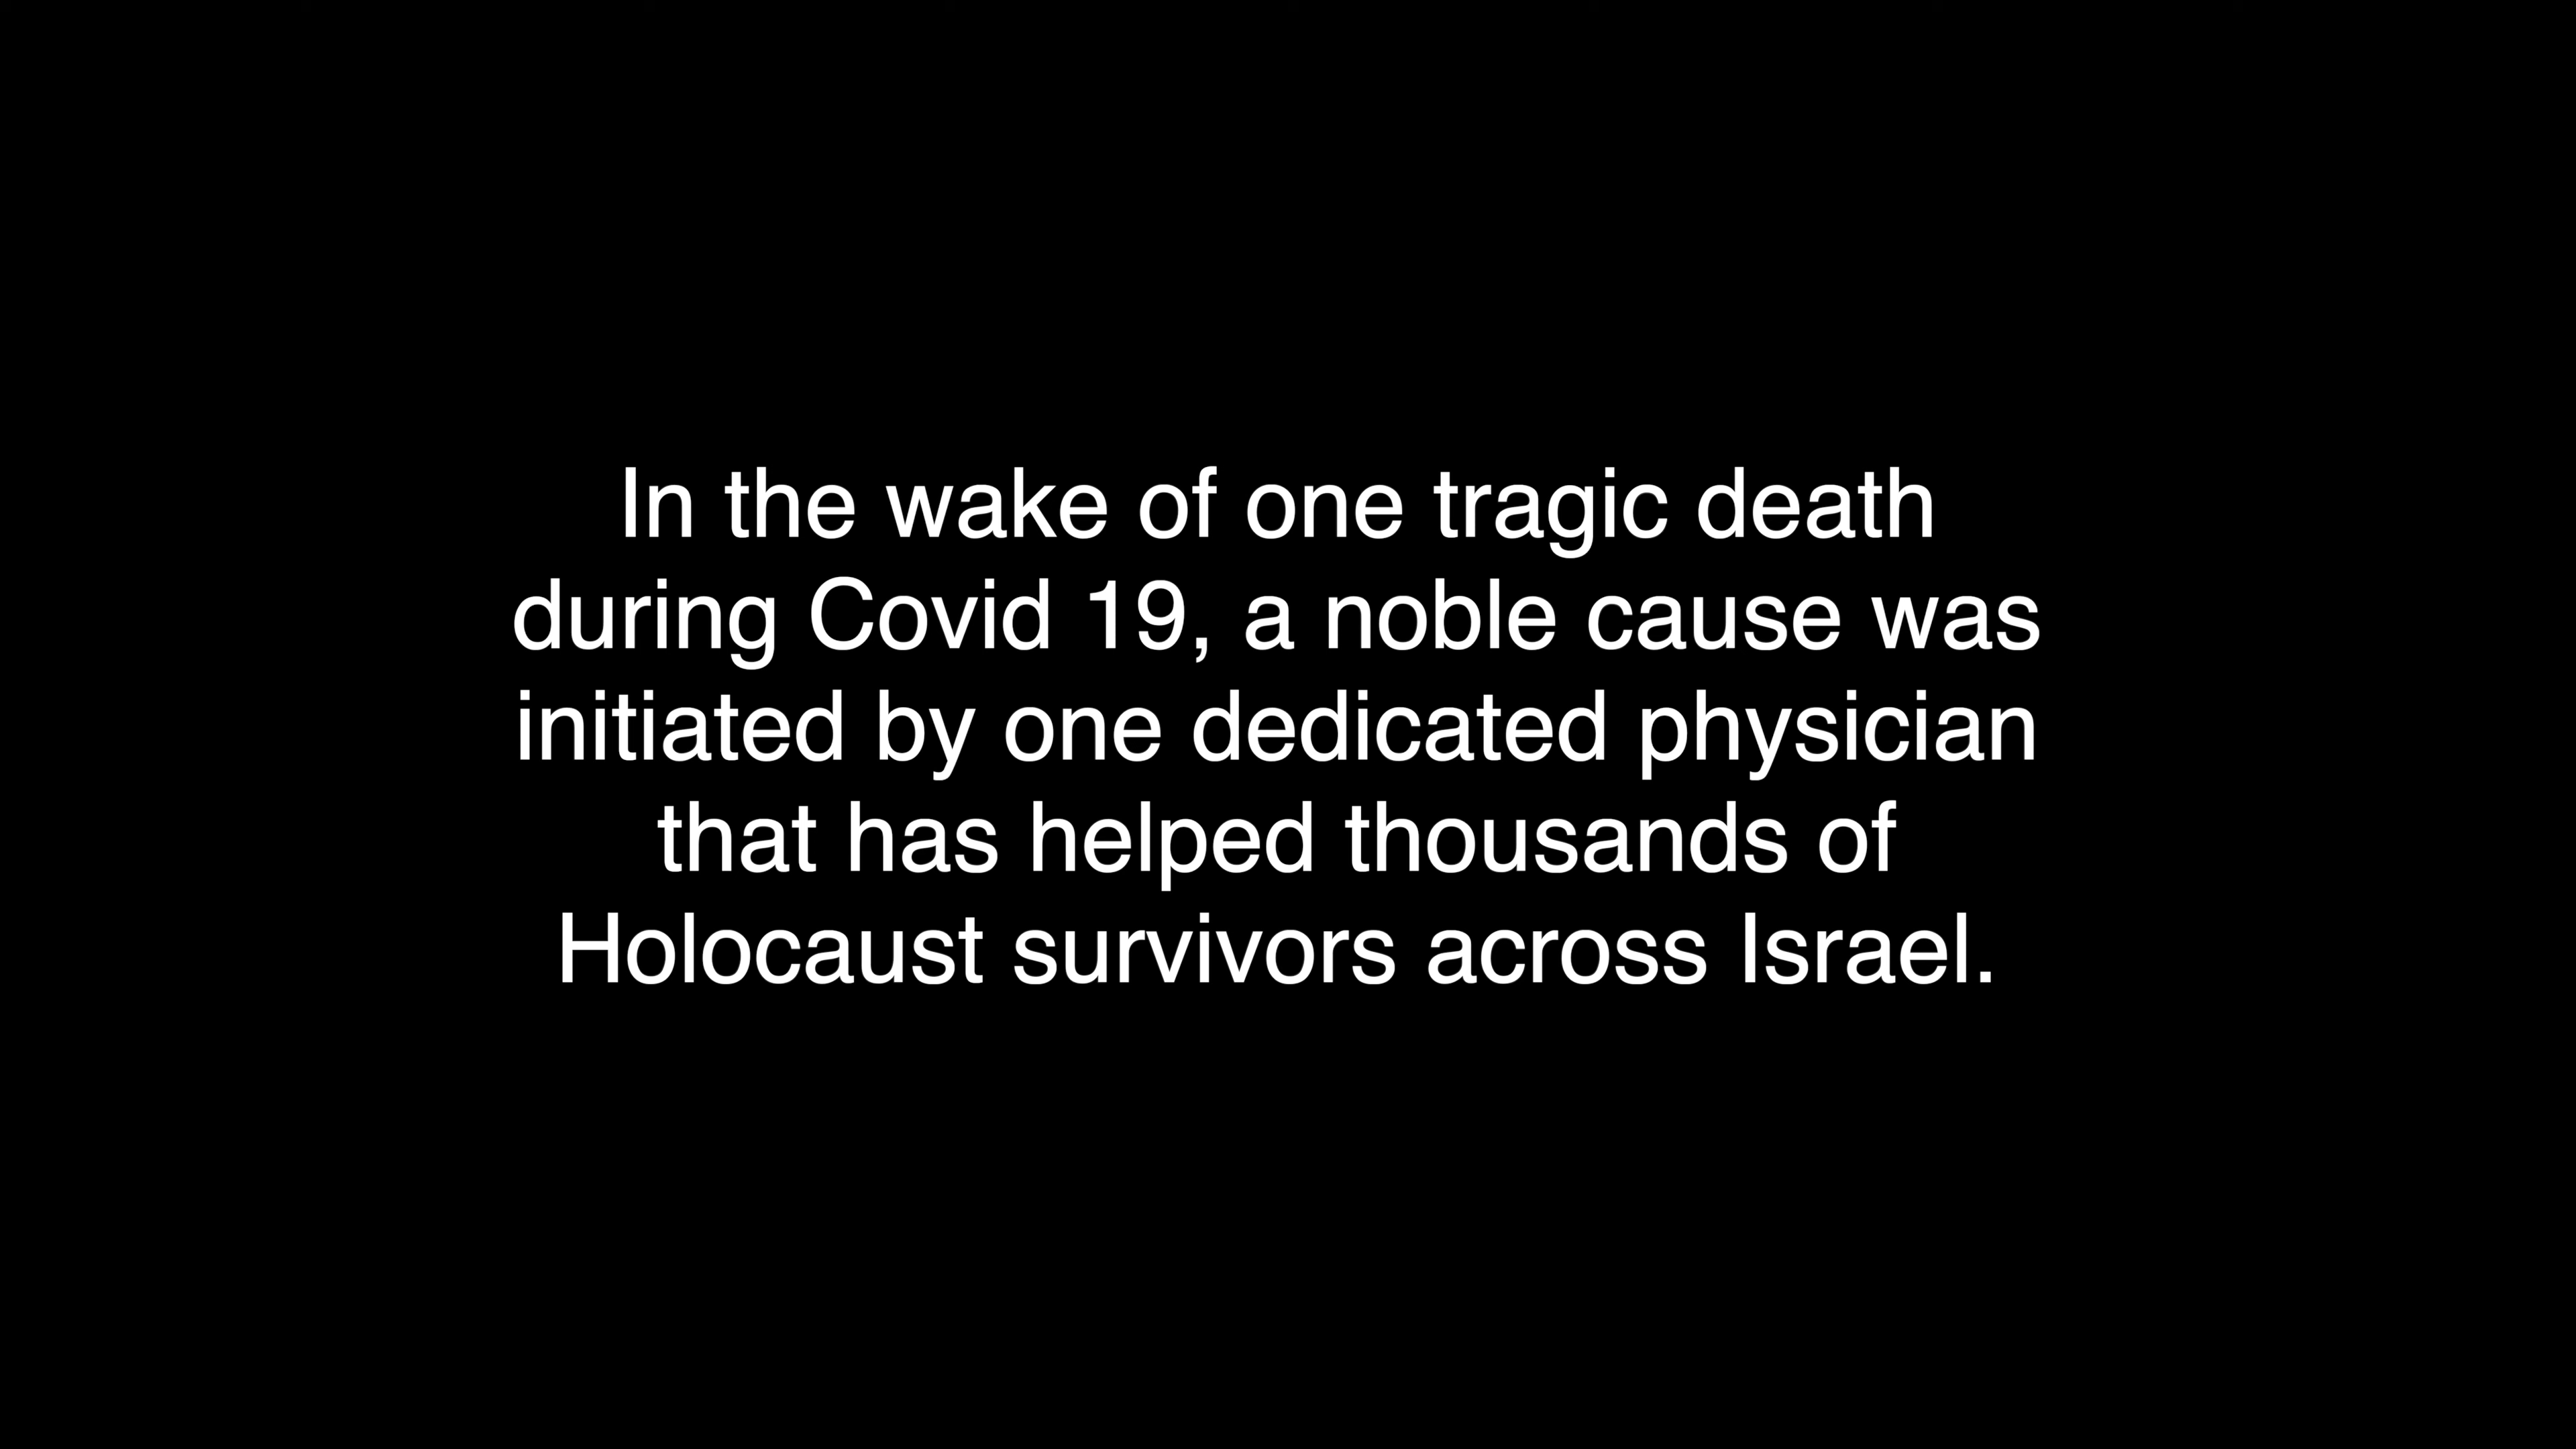 In the wake of one tragic death
during Covid 19, a noble cause was
initiated by one dedicated physician
that has helped thousands of
Holocaust survivors across Israel.